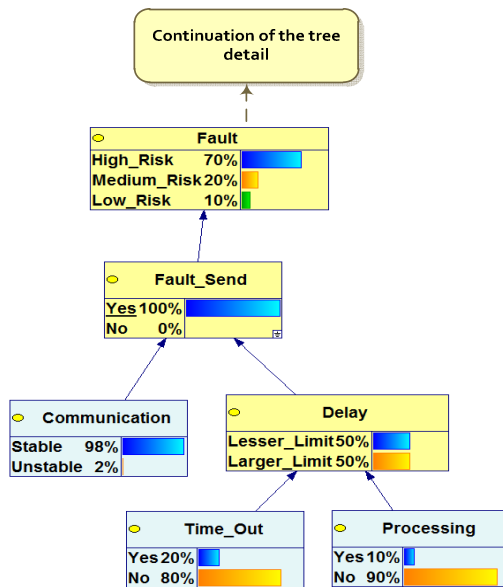 Continuation of the tree
detail
Fault
High_Risk 70%
Medium_Risk 20%
Low_Risk 10%
Fault_Send
Yes 100%
No 0%
Communication
Stable 98%
Unstable 2%
Delay
Lesser_Limit 50%
Larger_Limit 50%
Time_Out
Yes 20%
No 80%
Processing
Yes 10%
No 90%